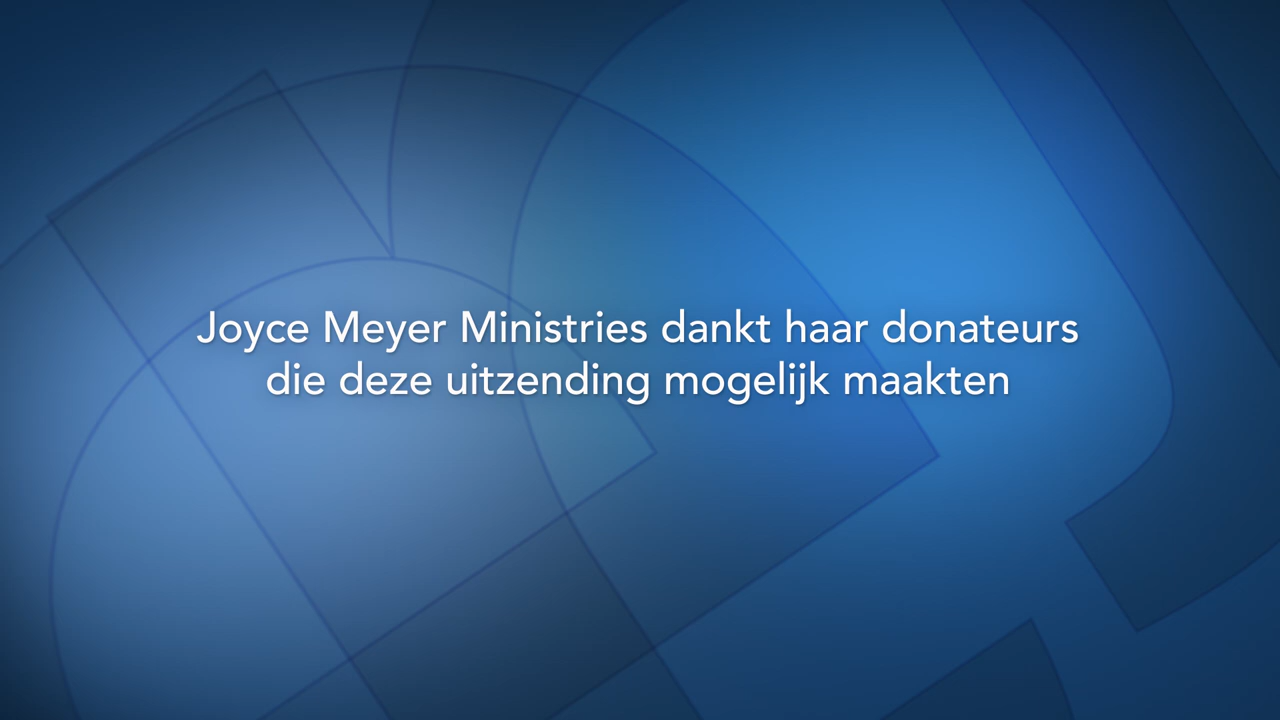 Joyce Meyer Ministries dankt haar donateurs
die deze uitzending mogelijk maakten